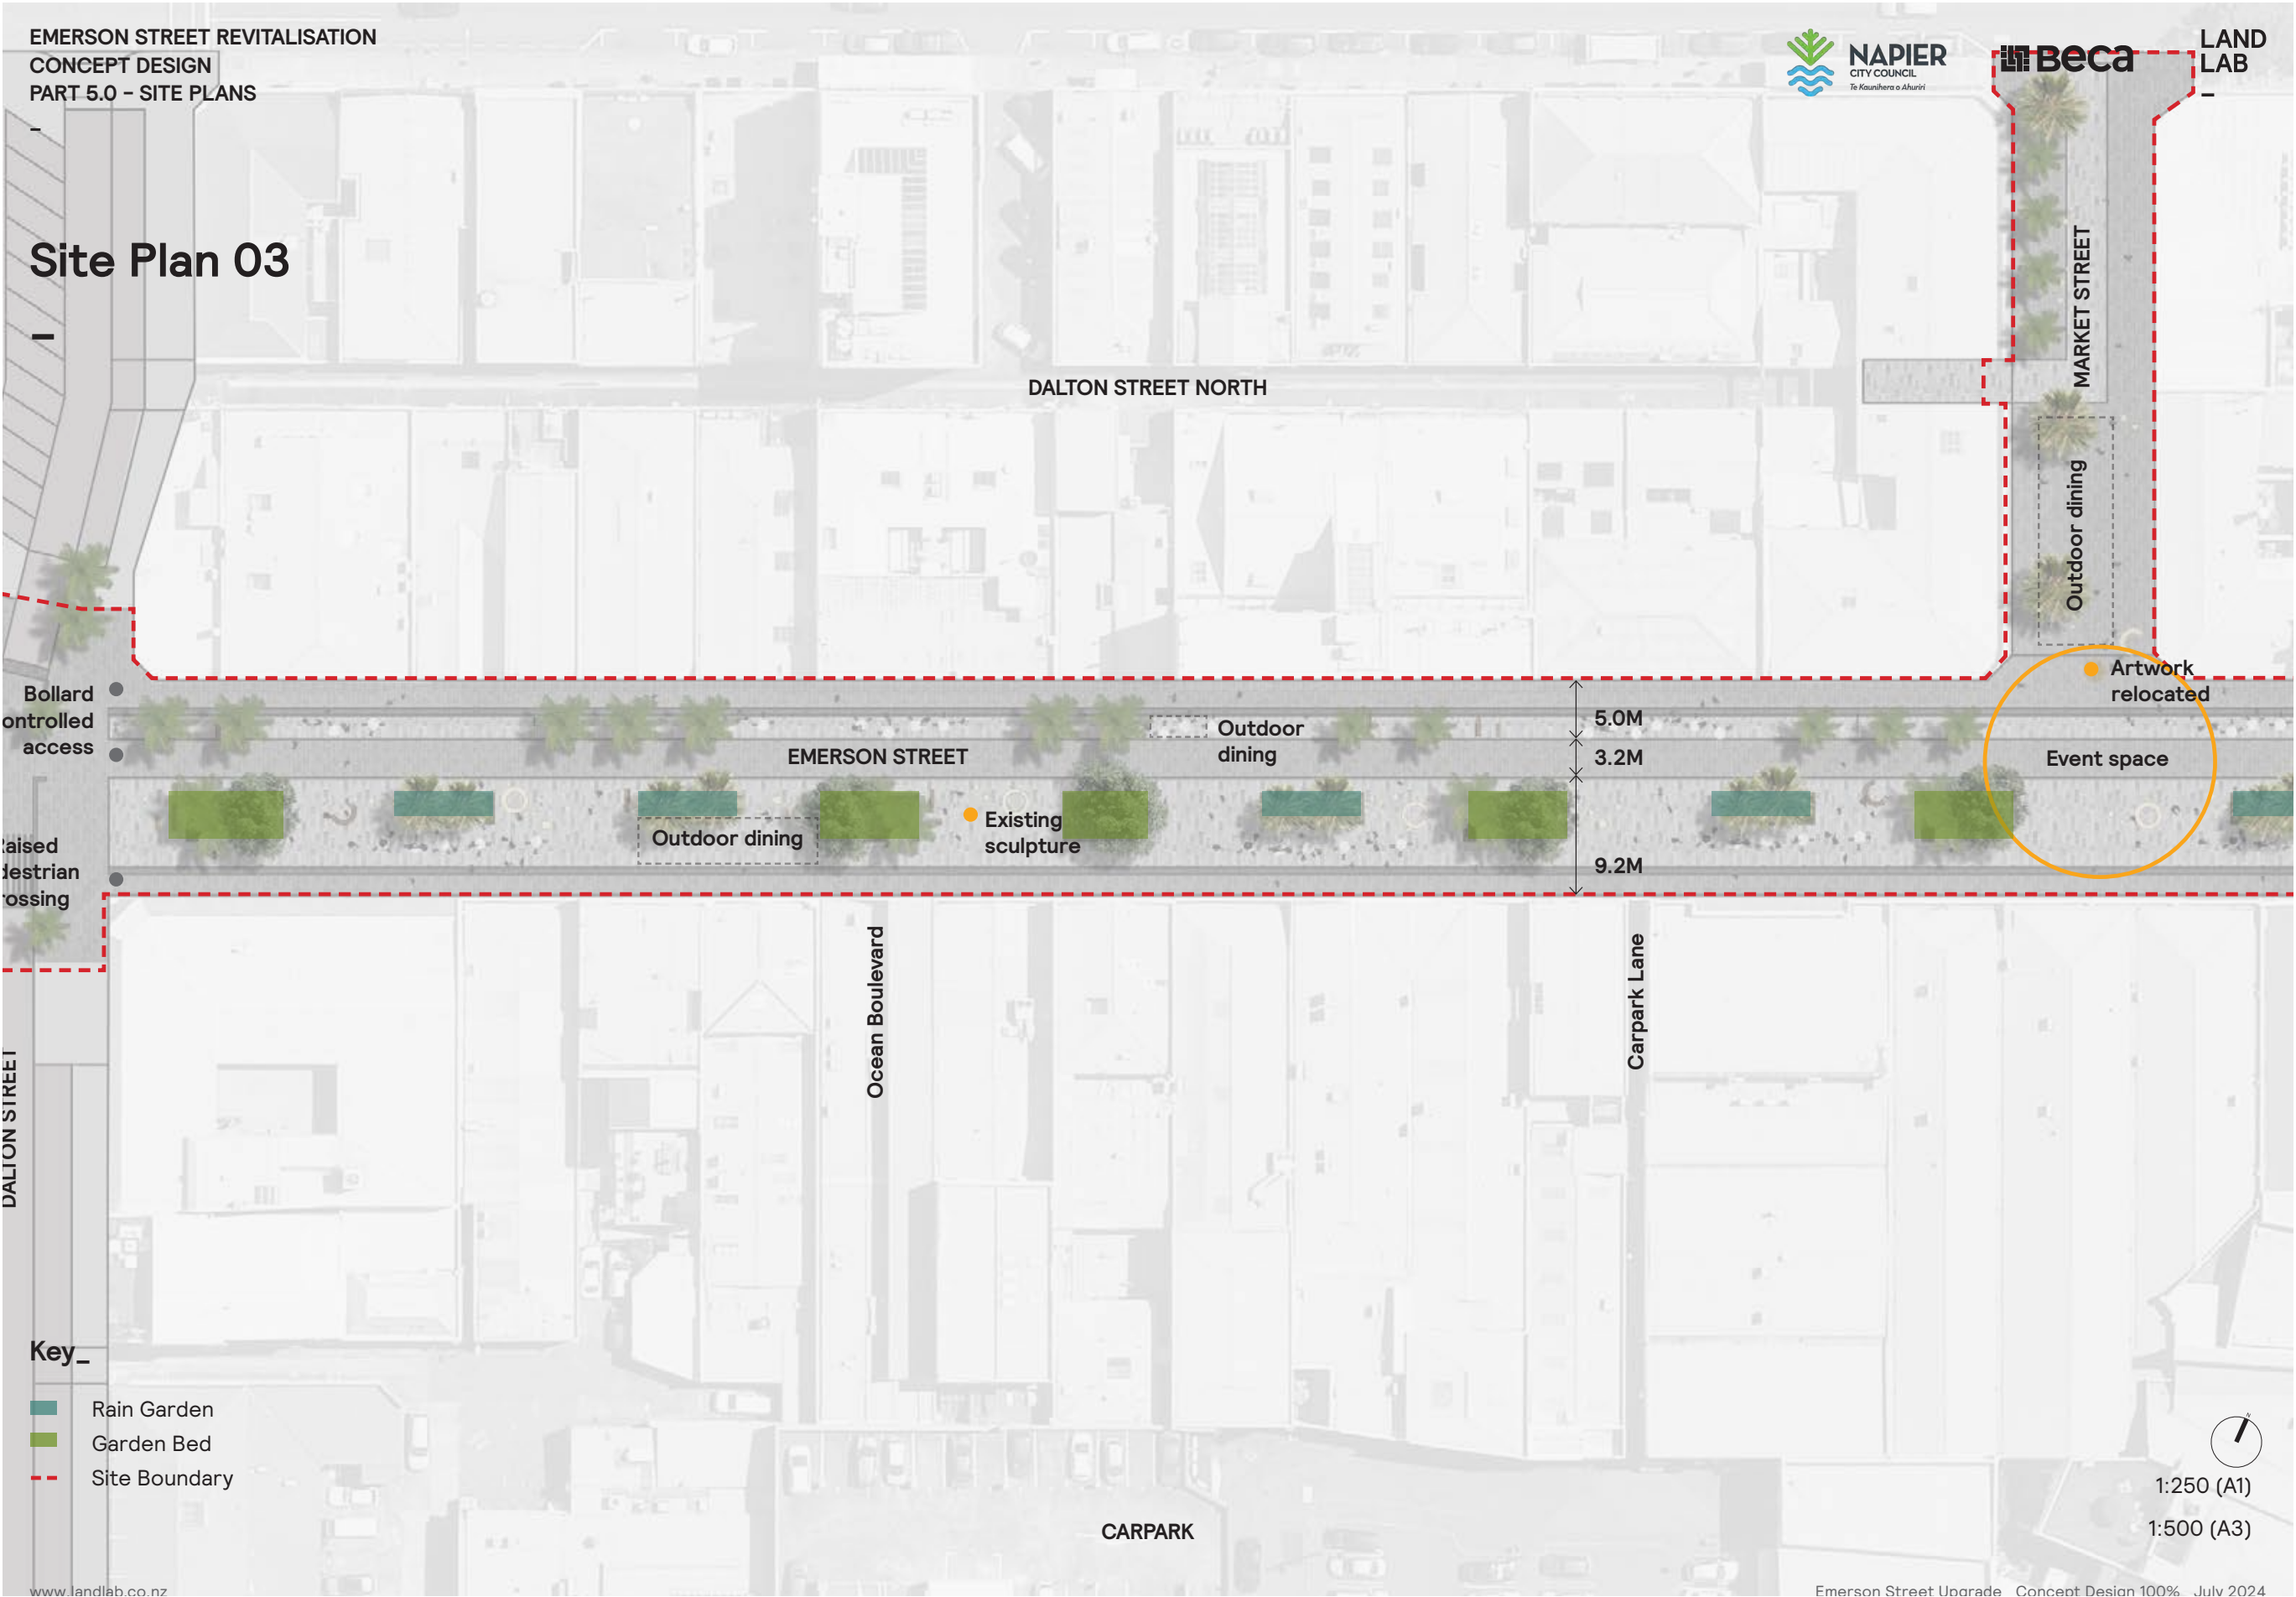 EMERSON STREET REVITALISATION
CONCEPT DESIGN
PART 5.0 – SITE PLANS
–
NAPIER
CITY COUNCIL
Te Kaunihera o Ahuriri
Beca
LAND
LAB
–
Site Plan 03
–
MARKET STREET
DALTON STREET NORTH
Outdoor dining
Artwork
relocated
Bollard
ontrolled
access
Outdoor
dining
5.0M
EMERSON STREET
3.2M
Event space
Existing
sculpture
Outdoor dining
aised
destrian
rossing
9.2M
Ocean Boulevard
Carpark Lane
DALTON STREET
Key_
Rain Garden
Garden Bed
Site Boundary
N
1:250 (A1)
1:500 (A3)
CARPARK
www.landlab.co.nz
Emerson Street Upgrade Concept Design 100% July 2024